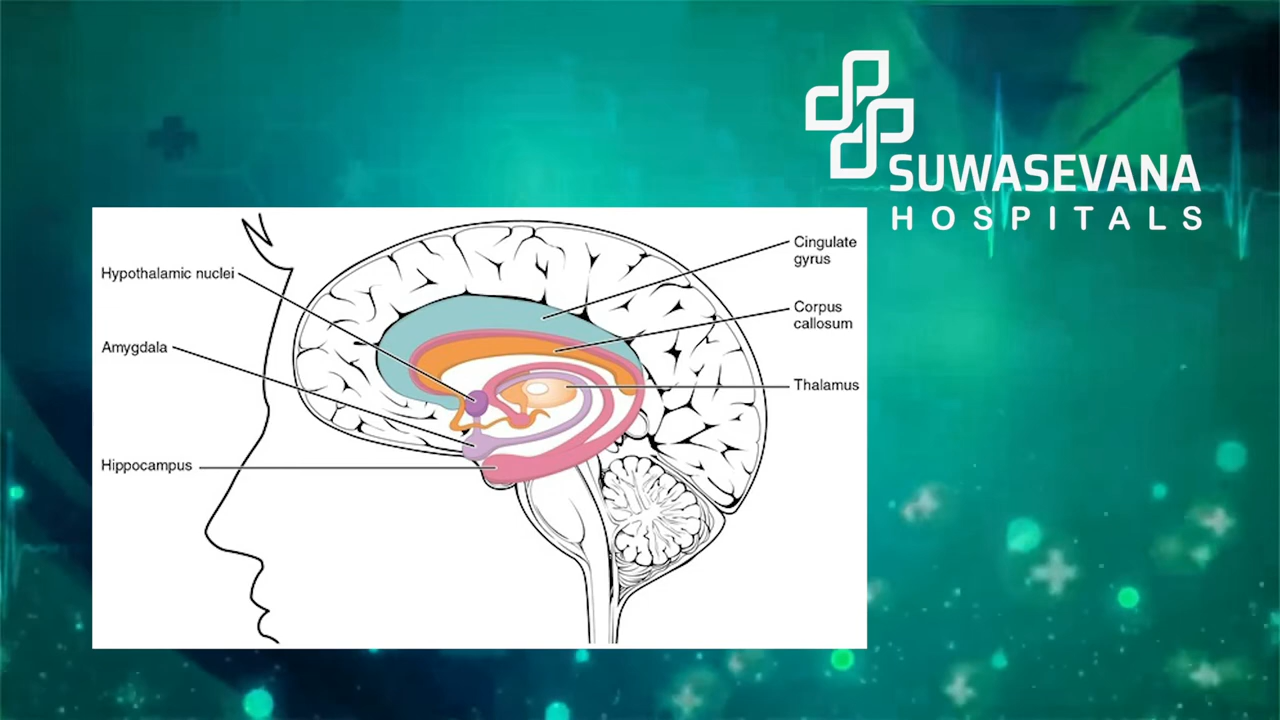 SUWASEVANA
HOSPITALS
Hypothalamic nuclei
Amygdala
Hippocampus
Cingulate
gyrus
Corpus
callosum
Thalamus